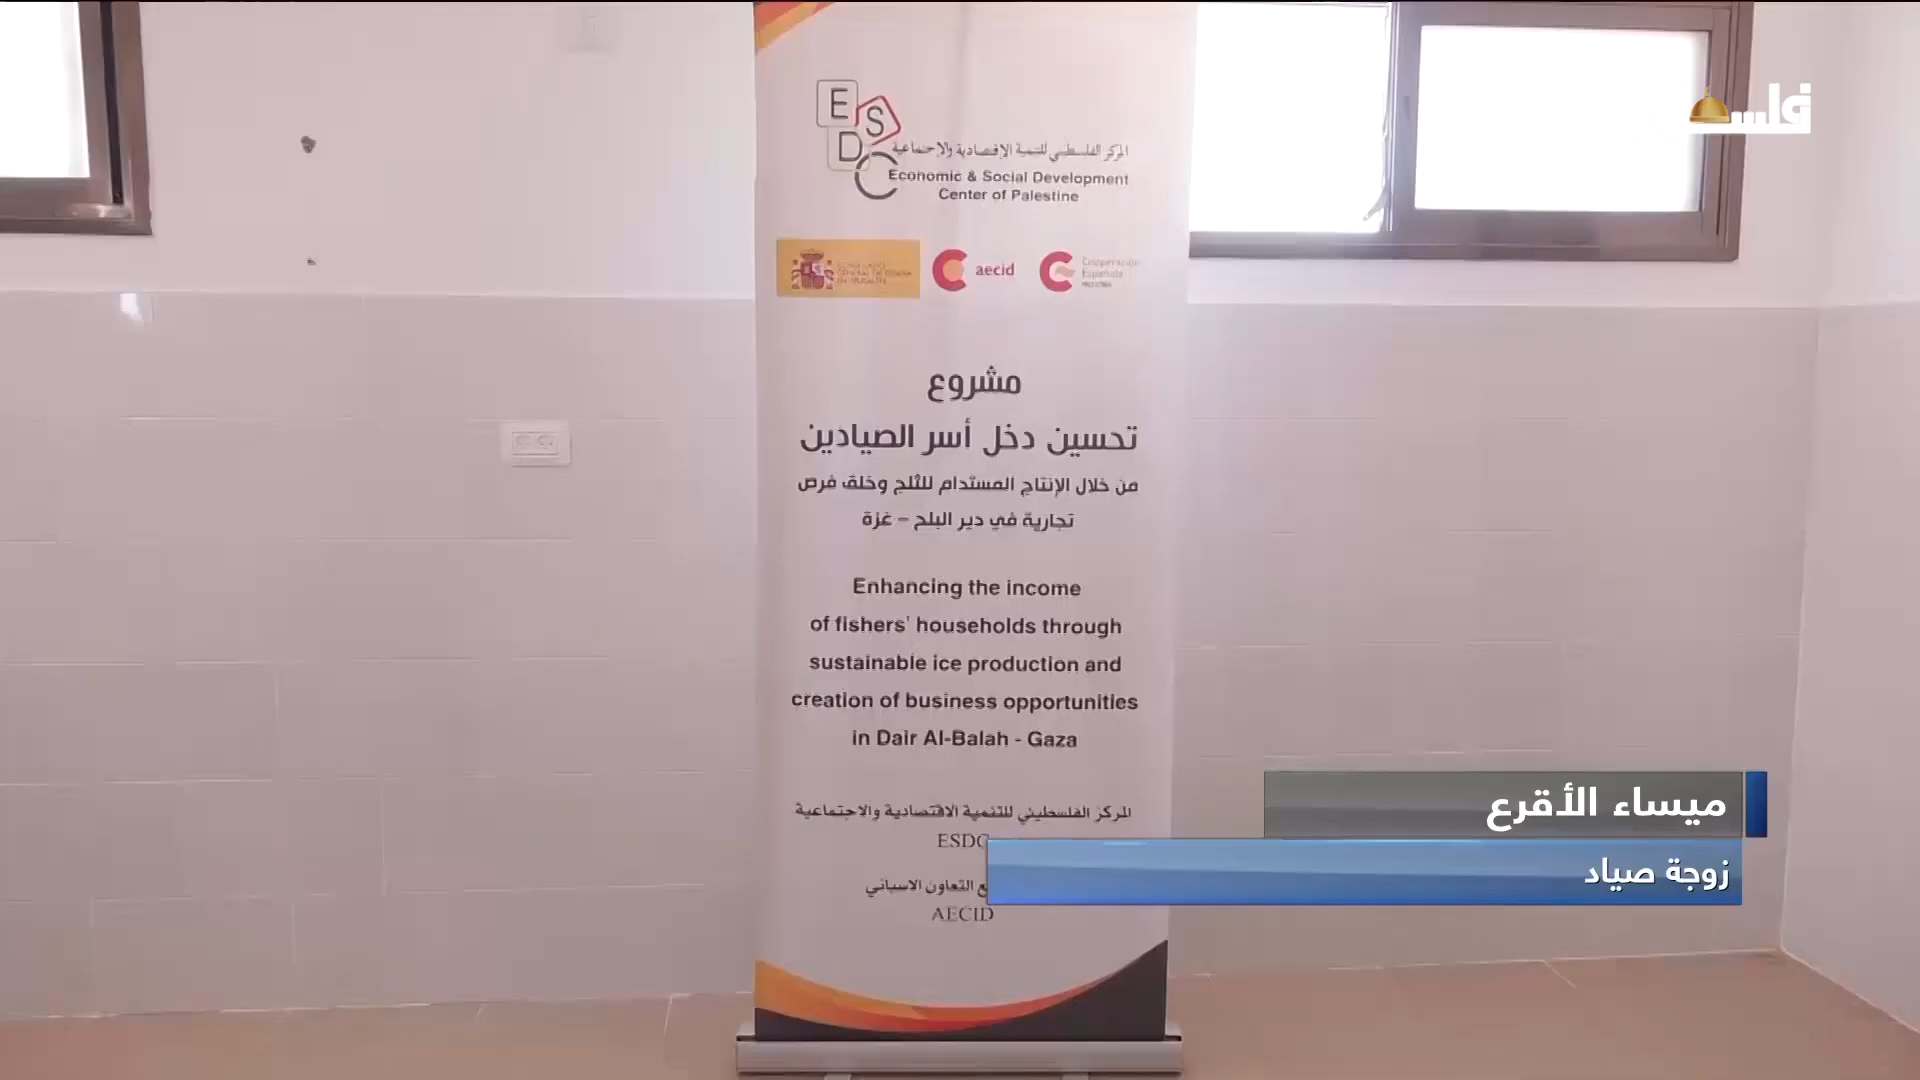 ESDC
المركز الفلسطيني للتنمية الاقتصادية والاجتماعية
Economic & Social Development
Center of Palestine
aecid
Cooperación
Española
مشروع
تحسين دخل أسر الصيادين
من خلال الإنتاج المستدام للثلج وخلق فرص
تجارية في دير البلح – غزة
Enhancing the income
of fishers' households through
sustainable ice production and
creation of business opportunities
in Dair Al-Balah - Gaza
المركز الفلسطيني للتنمية الاقتصادية والاجتماعية
ESDC
التعاون الاسباني
AECID
ميساء الأقرع
زوجة صياد